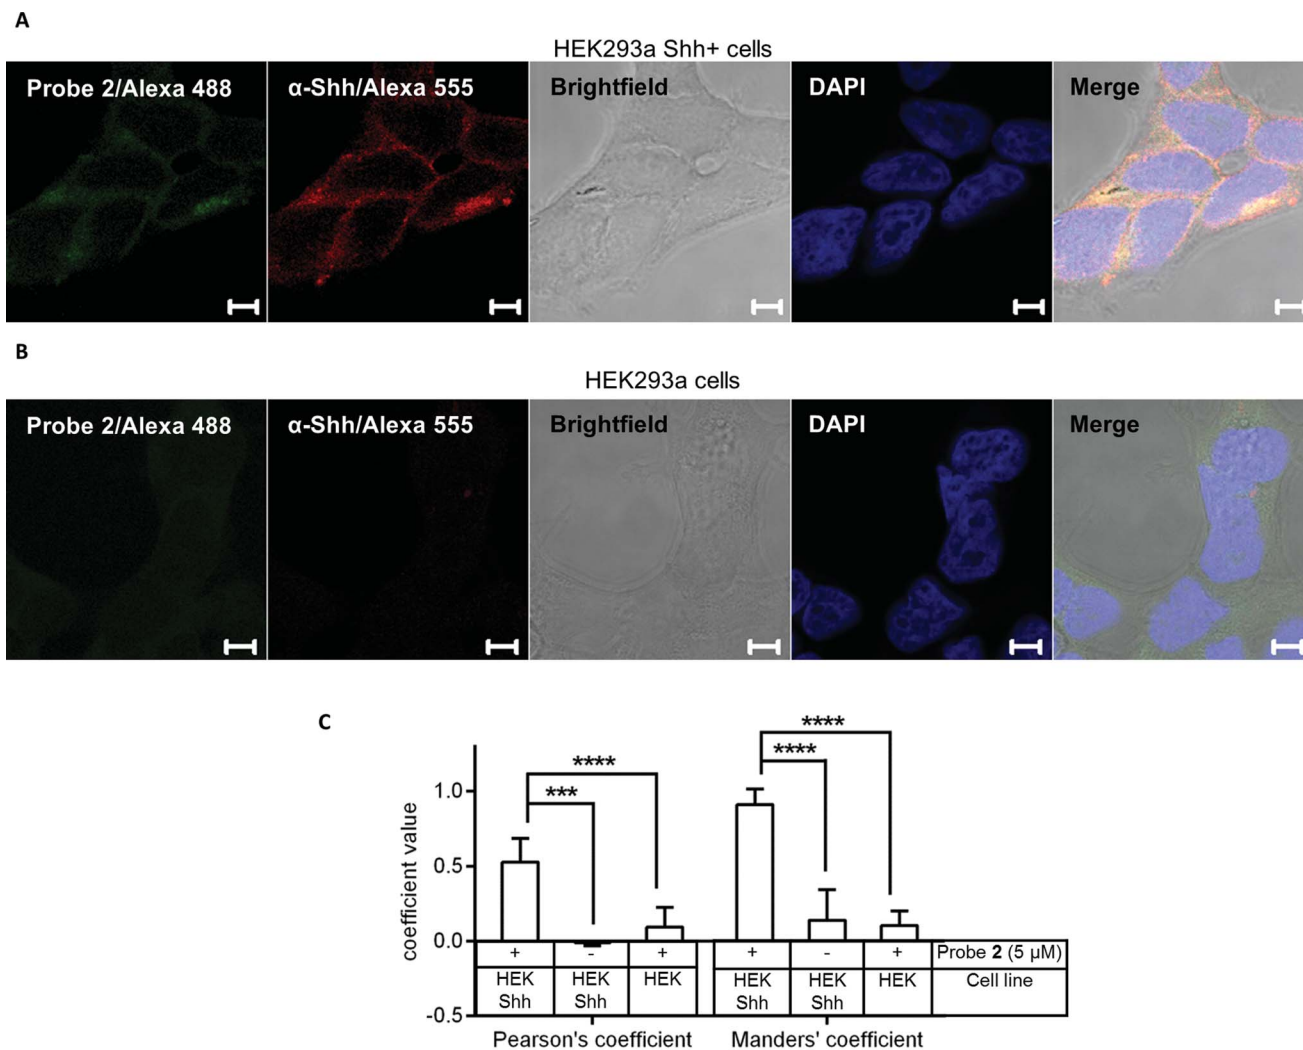 A
HEK293a Shh+ cells
Probe 2/Alexa 488
α-Shh/Alexa 555
Brightfield
DAPI
Merge
B
HEK293a cells
Probe 2/Alexa 488
α-Shh/Alexa 555
Brightfield
DAPI
Merge
C
****
****
****
***
1.0
0.5
0.0
-0.5
coefficient value
+ - + + - + Probe 2 (5 μM)
HEK Shh HEK Shh HEK HEK Shh HEK Shh HEK Cell line
Pearson's coefficient Manders' coefficient